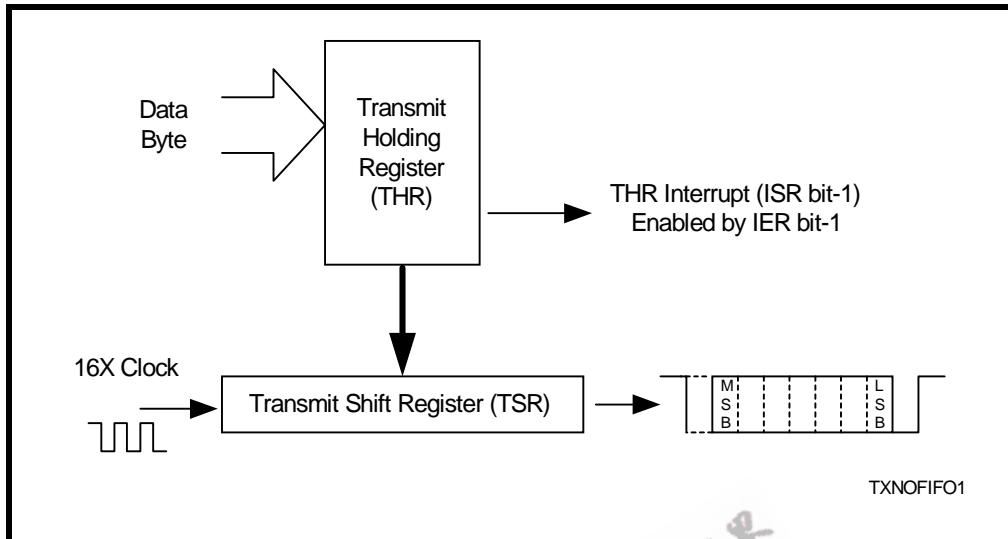 Data
Byte
Transmit
Holding
Register
(THR)
THR Interrupt (ISR bit-1)
Enabled by IER bit-1
16X Clock
Transmit Shift Register (TSR)
M
S
B
L
S
B
TXNOFIFO1